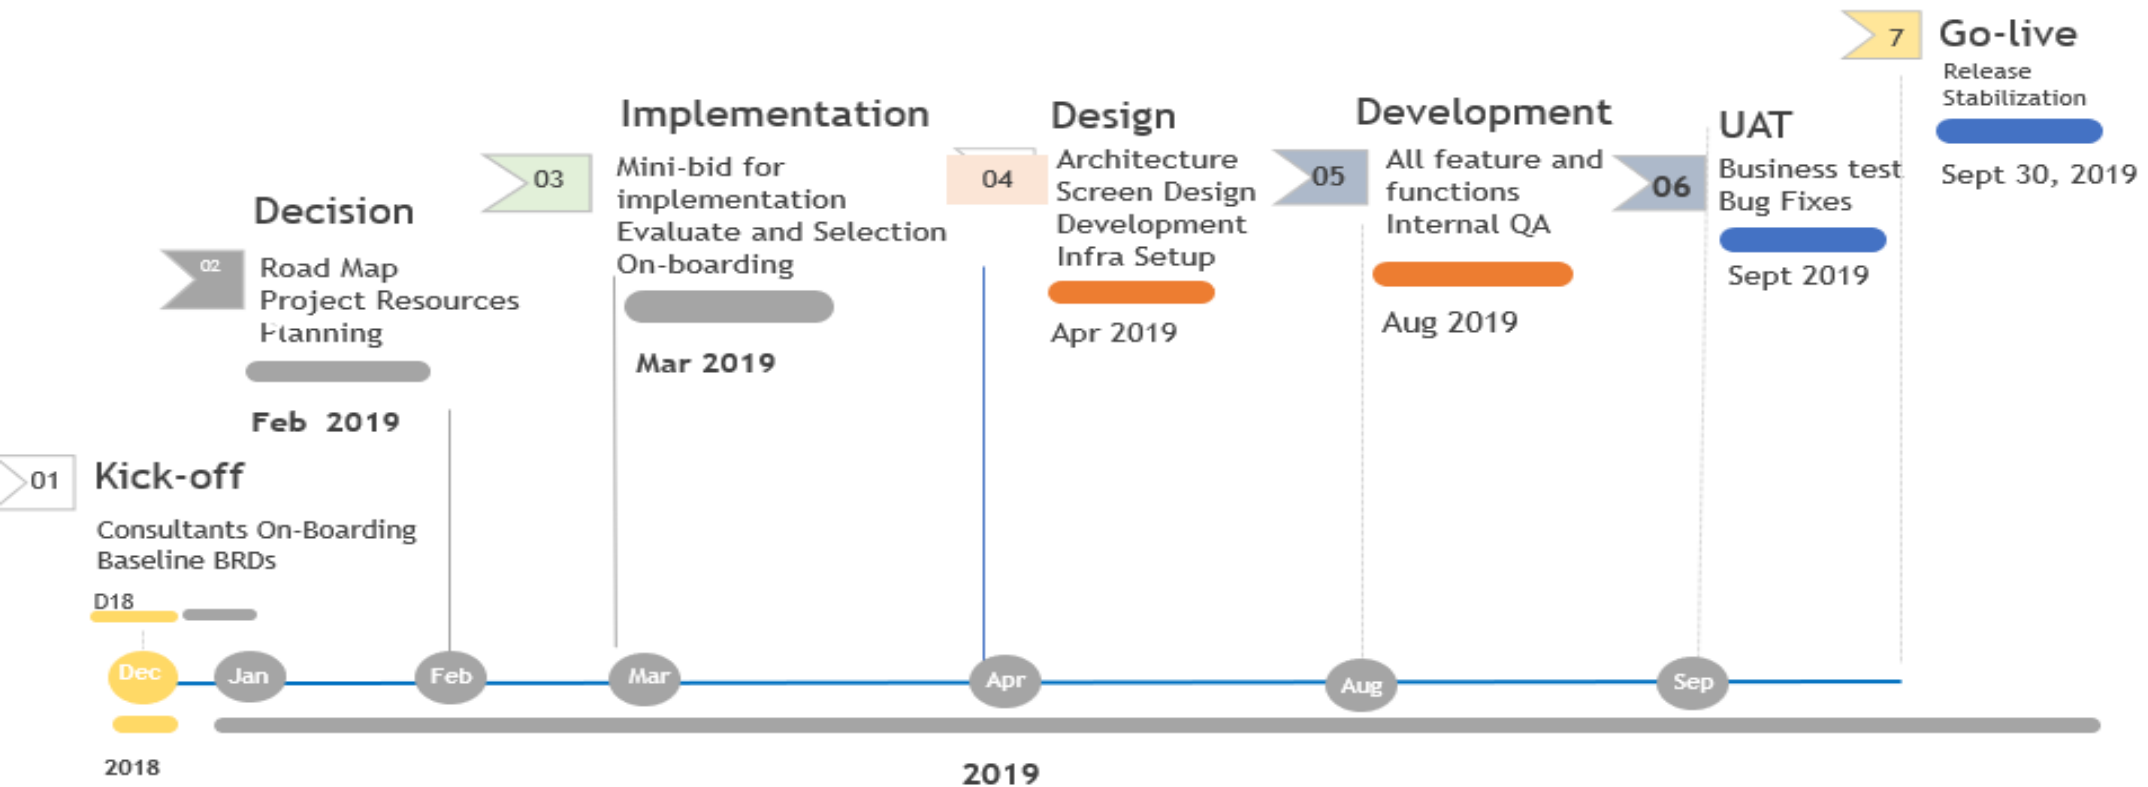 01
Kick-off
Consultants On-Boarding
Baseline BRDs
D18
02
Decision
Road Map
Project Resources
Planning
Feb 2019
03
Implementation
Mini-bid for
implementation
Evaluate and Selection
On-boarding
Mar 2019
04
Design
Architecture
Screen Design
Development
Infra Setup
Apr 2019
05
Development
All feature and
functions
Internal QA
Aug 2019
06
UAT
Business test
Bug Fixes
Sept 2019
7
Go-live
Release
Stabilization
Sept 30, 2019
Dec
Jan
Feb
Mar
Apr
Aug
Sep
2018
2019